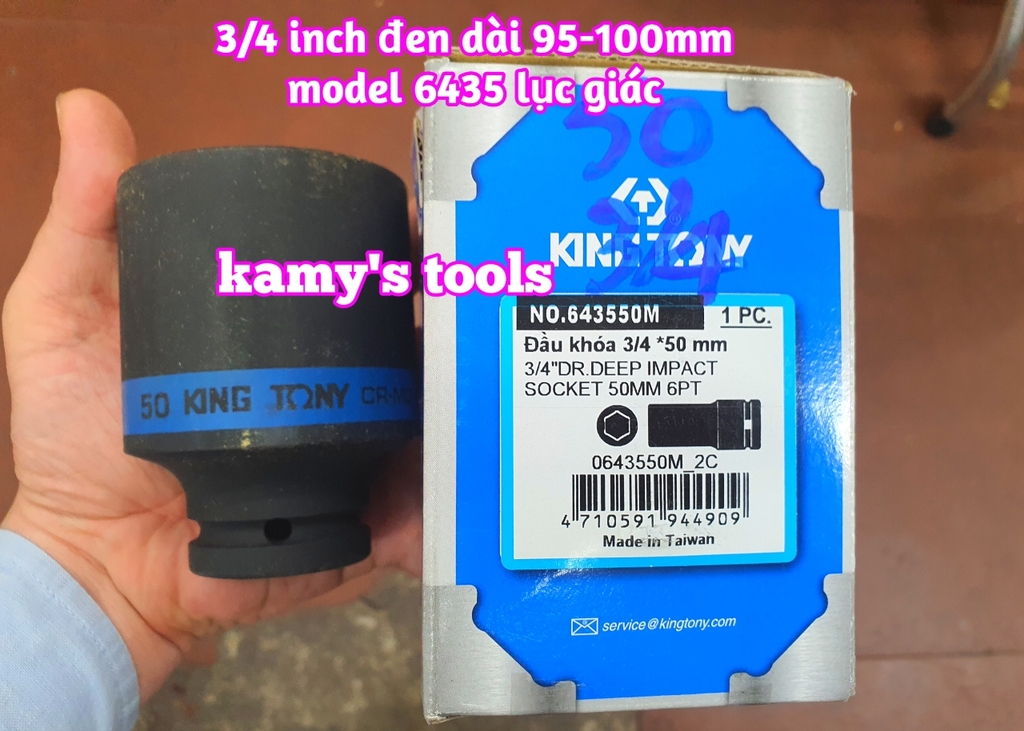 3/4 inch đen dài 95-100mm
model 6435 lục giác
50
3/4
KING TONY
kamy's tools
NO.643550M
1 PC.
Đầu khóa 3/4 *50 mm
3/4"DR.DEEP IMPACT
SOCKET 50MM 6PT
0643550M_2C
4 710591 944909
Made in Taiwan
service@kingtony.com
50 KING TONY